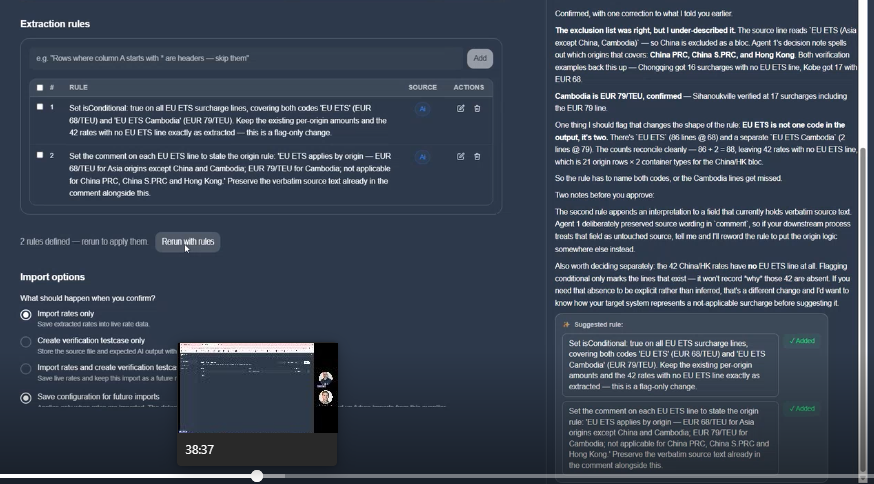 Extraction rules
e.g. "Rows where column A starts with * are headers — skip them"
Add
# RULE SOURCE ACTIONS
1 Set isConditional: true on all EU ETS surcharge lines, covering both codes 'EU ETS' (EUR
68/TEU) and 'EU ETS Cambodia' (EUR 79/TEU). Keep the existing per-origin amounts and the
42 rates with no EU ETS line exactly as extracted — this is a flag-only change.
AI
2 Set the comment on each EU ETS line to state the origin rule: 'EU ETS applies by origin — EUR
68/TEU for Asia origins except China and Cambodia; EUR 79/TEU for Cambodia; not applicable
for China PRC, China S.PRC and Hong Kong.' Preserve the verbatim source text already in the
comment alongside this.
AI
2 rules defined — rerun to apply them.
Rerun with rules
Import options
What should happen when you confirm?
Import rates only
Save extracted rates into live rate data.
Create verification testcase only
Store the source file and expected AI output with
Import rates and create verification testca
Save live rates and keep this import as a future r
Save configuration for future imports
38:37
Confirmed, with one correction to what I told you earlier.
The exclusion list was right, but I under-described it. The source line reads `EU ETS (Asia
except China, Cambodia)` — so China is excluded as a bloc. Agent 1's decision note spells
out which origins that covers: China PRC, China S.PRC, and Hong Kong. Both verification
examples back this up — Chongqing got 16 surcharges with no EU ETS line, Kobe got 17 with
EUR 68.
Cambodia is EUR 79/TEU, confirmed — Sihanoukville verified at 17 surcharges including
the EUR 79 line.
One thing I should flag that changes the shape of the rule: EU ETS is not one code in the
output, it's two. There's `EU ETS` (86 lines @ 68) and a separate `EU ETS Cambodia` (2
lines @ 79). The counts reconcile cleanly — 86 + 2 = 88, leaving 42 rates with no EU ETS line,
which is 21 origin rows × 2 container types for the China/HK bloc.
So the rule has to name both codes, or the Cambodia lines get missed.
Two notes before you approve:
The second rule appends an interpretation to a field that currently holds verbatim source text.
Agent 1 deliberately preserved source wording in `comment`, so if your downstream process
treats that field as untouched source, tell me and I'll reword the rule to put the origin logic
somewhere else instead.
Also worth deciding separately: the 42 China/HK rates have no EU ETS line at all. Flagging
conditional only marks the lines that exist — it won't record *why* those 42 are absent. If you
need that absence to be explicit rather than inferred, that's a different change and I'd want to
know how your target system represents a not-applicable surcharge before suggesting it.
Suggested rule:
Set isConditional: true on all EU ETS surcharge lines,
covering both codes 'EU ETS' (EUR 68/TEU) and 'EU ETS
Cambodia' (EUR 79/TEU). Keep the existing per-origin
amounts and the 42 rates with no EU ETS line exactly as
extracted — this is a flag-only change.
✓Added
Set the comment on each EU ETS line to state the origin
rule: 'EU ETS applies by origin — EUR 68/TEU for Asia
origins except China and Cambodia; EUR 79/TEU for
Cambodia; not applicable for China PRC, China S.PRC and
Hong Kong.' Preserve the verbatim source text already in
the comment alongside this.
✓Added